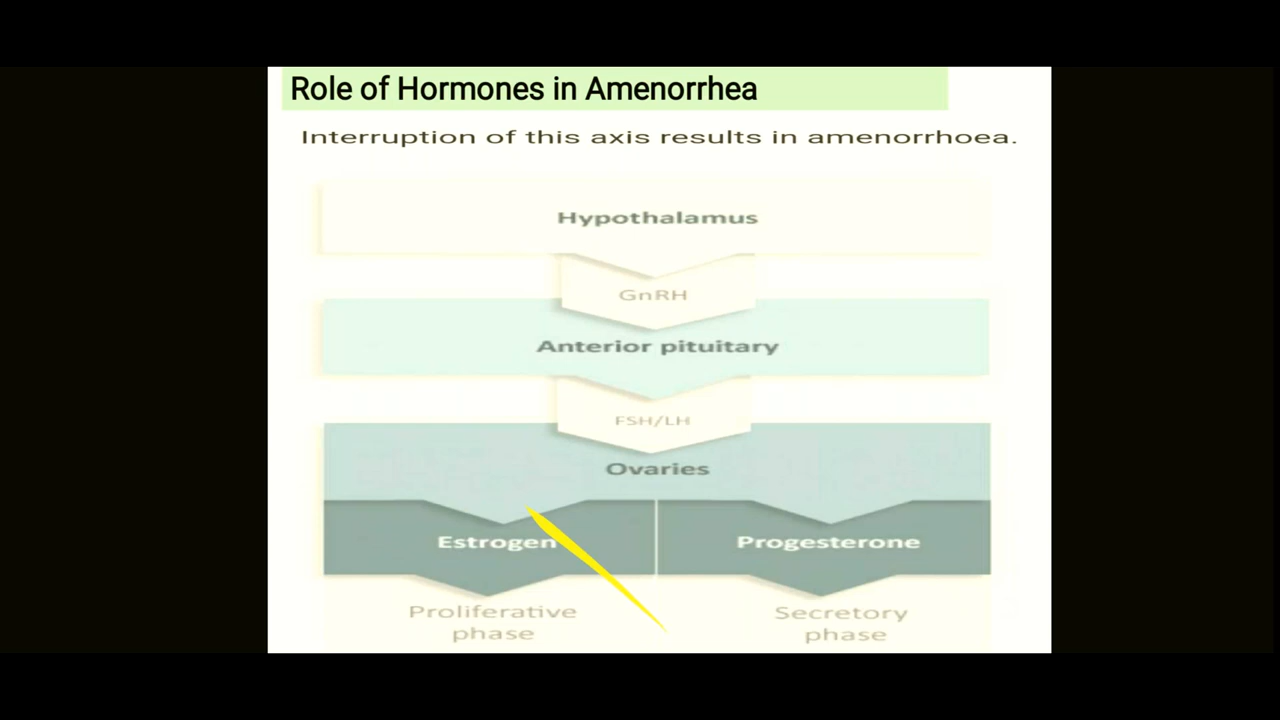 Role of Hormones in Amenorrhea
Interruption of this axis results in amenorrhoea.
Hypothalamus
GnRH
Anterior pituitary
FSH/LH
Ovaries
Estrogen
Progesterone
Proliferative
phase
Secretory
phase